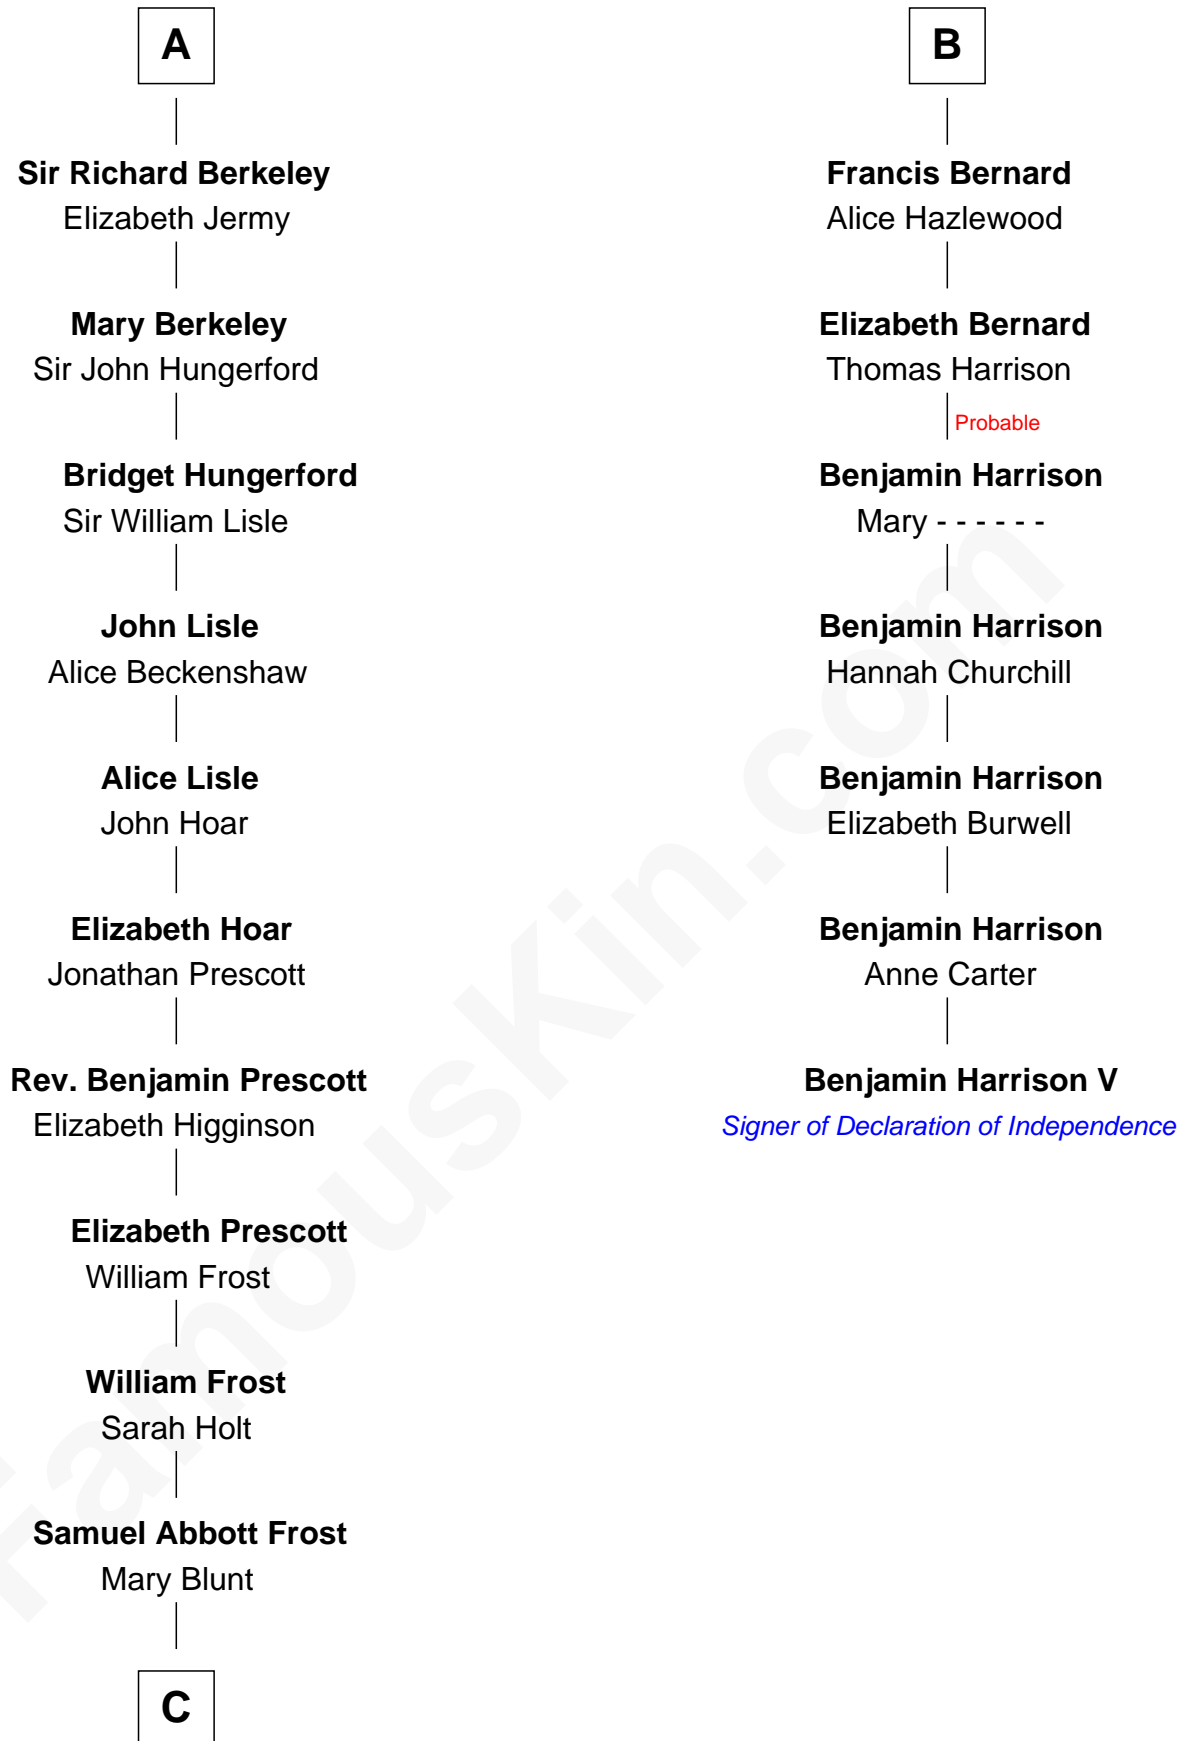 A
Sir Richard Berkeley
Elizabeth Jermy
Mary Berkeley
Sir John Hungerford
Bridget Hungerford
Sir William Lisle
John Lisle
Alice Beckenshaw
Alice Lisle
John Hoar
Elizabeth Hoar
Jonathan Prescott
Rev. Benjamin Prescott
Elizabeth Higginson
Elizabeth Prescott
William Frost
William Frost
Sarah Holt
Samuel Abbott Frost
Mary Blunt
C
B
Francis Bernard
Alice Hazlewood
Elizabeth Bernard
Thomas Harrison
Probable
Benjamin Harrison
Mary - - - - - -
Benjamin Harrison
Hannah Churchill
Benjamin Harrison
Elizabeth Burwell
Benjamin Harrison
Anne Carter
Benjamin Harrison V
Signer of Declaration of Independence
FamousKin.com